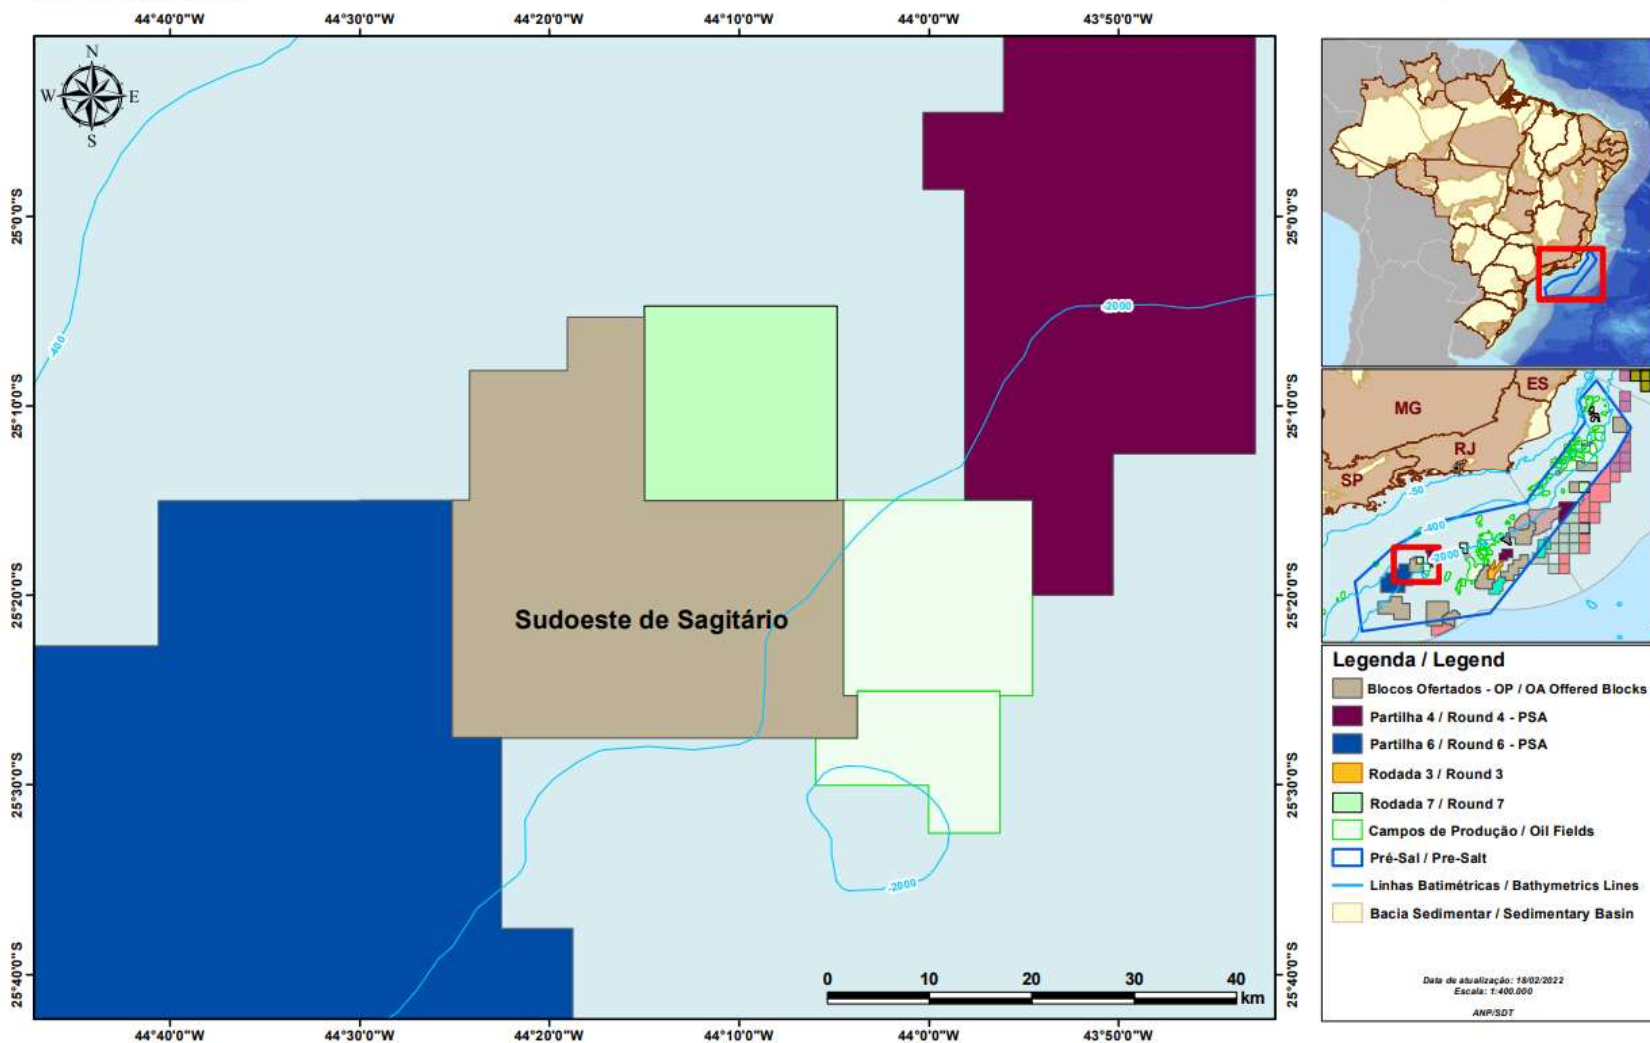 44°40'0"W 44°30'0"W 44°20'0"W 44°10'0"W 44°0'0"W 43°50'0"W
N
W E
S
25°0'0"S
25°0'0"S
-400
-2000
25°10'0"S
25°10'0"S
25°20'0"S
Sudoeste de Sagitário
25°20'0"S
25°30'0"S
25°30'0"S
-2000
25°40'0"S
0 10 20 30 40
km
25°40'0"S
44°40'0"W 44°30'0"W 44°20'0"W 44°10'0"W 44°0'0"W 43°50'0"W
ES
MG
RJ
SP
-50
-400
-2000
Legenda / Legend
Blocos Ofertados - OP / OA Offered Blocks
Partilha 4 / Round 4 - PSA
Partilha 6 / Round 6 - PSA
Rodada 3 / Round 3
Rodada 7 / Round 7
Campos de Produção / Oil Fields
Pré-Sal / Pre-Salt
Linhas Batimétricas / Bathymetrics Lines
Bacia Sedimentar / Sedimentary Basin
Data de atualização: 18/02/2022
Escala: 1:400.000
ANP/SDT